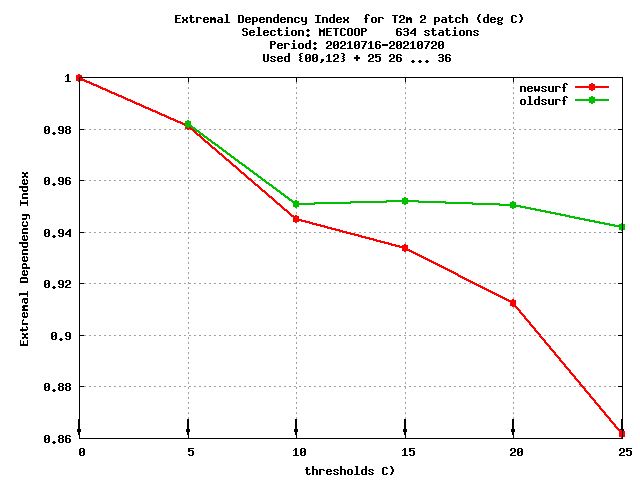 Extremal Dependency Index  for T2m 2 patch (deg C)
Selection: METCOOP    634 stations
Period: 20210716-20210720
Used {00,12} + 25 26 ... 36
newsurf
oldsurf
Extremal Dependency Index
1
0.98
0.96
0.94
0.92
0.9
0.88
0.86
0 5 10 15 20 25
thresholds C)